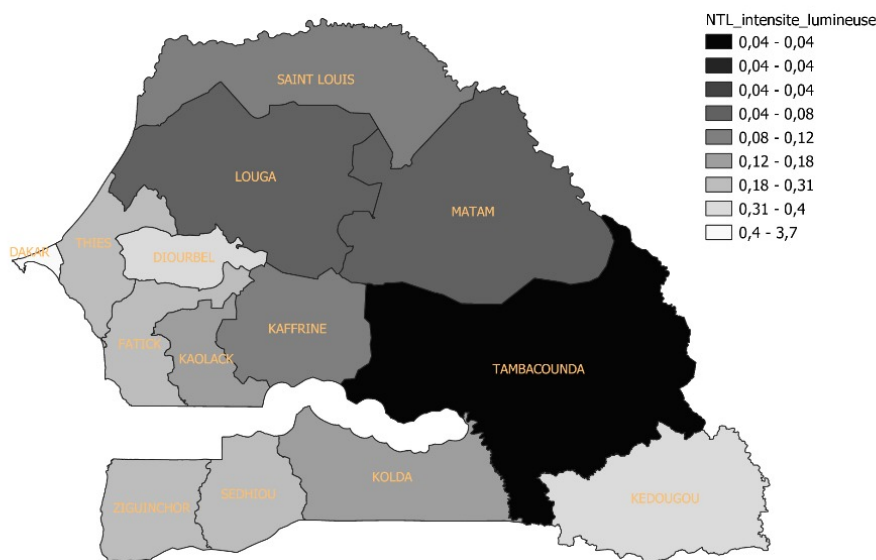 NTL_intensite_lumineuse
0,04 - 0,04
0,04 - 0,04
0,04 - 0,04
0,04 - 0,08
0,08 - 0,12
0,12 - 0,18
0,18 - 0,31
0,31 - 0,4
0,4 - 3,7
SAINT LOUIS
LOUGA
MATAM
DAKAR
THIES
DIOURBEL
FATICK
KAOLACK
KAFFRINE
TAMBACOUNDA
ZIGUINCHOR
SEDHIOU
KOLDA
KEDOUGOU